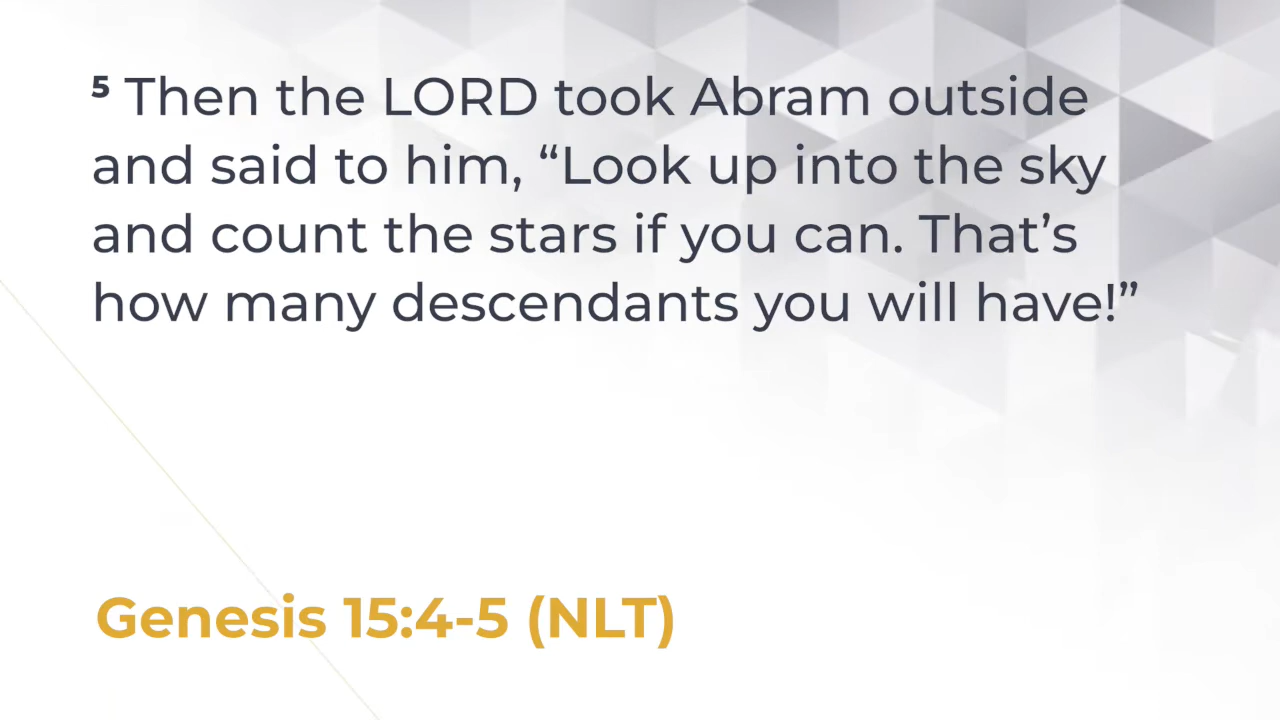 ⁵ Then the LORD took Abram outside
and said to him, “Look up into the sky
and count the stars if you can. That’s
how many descendants you will have!”
Genesis 15:4-5 (NLT)